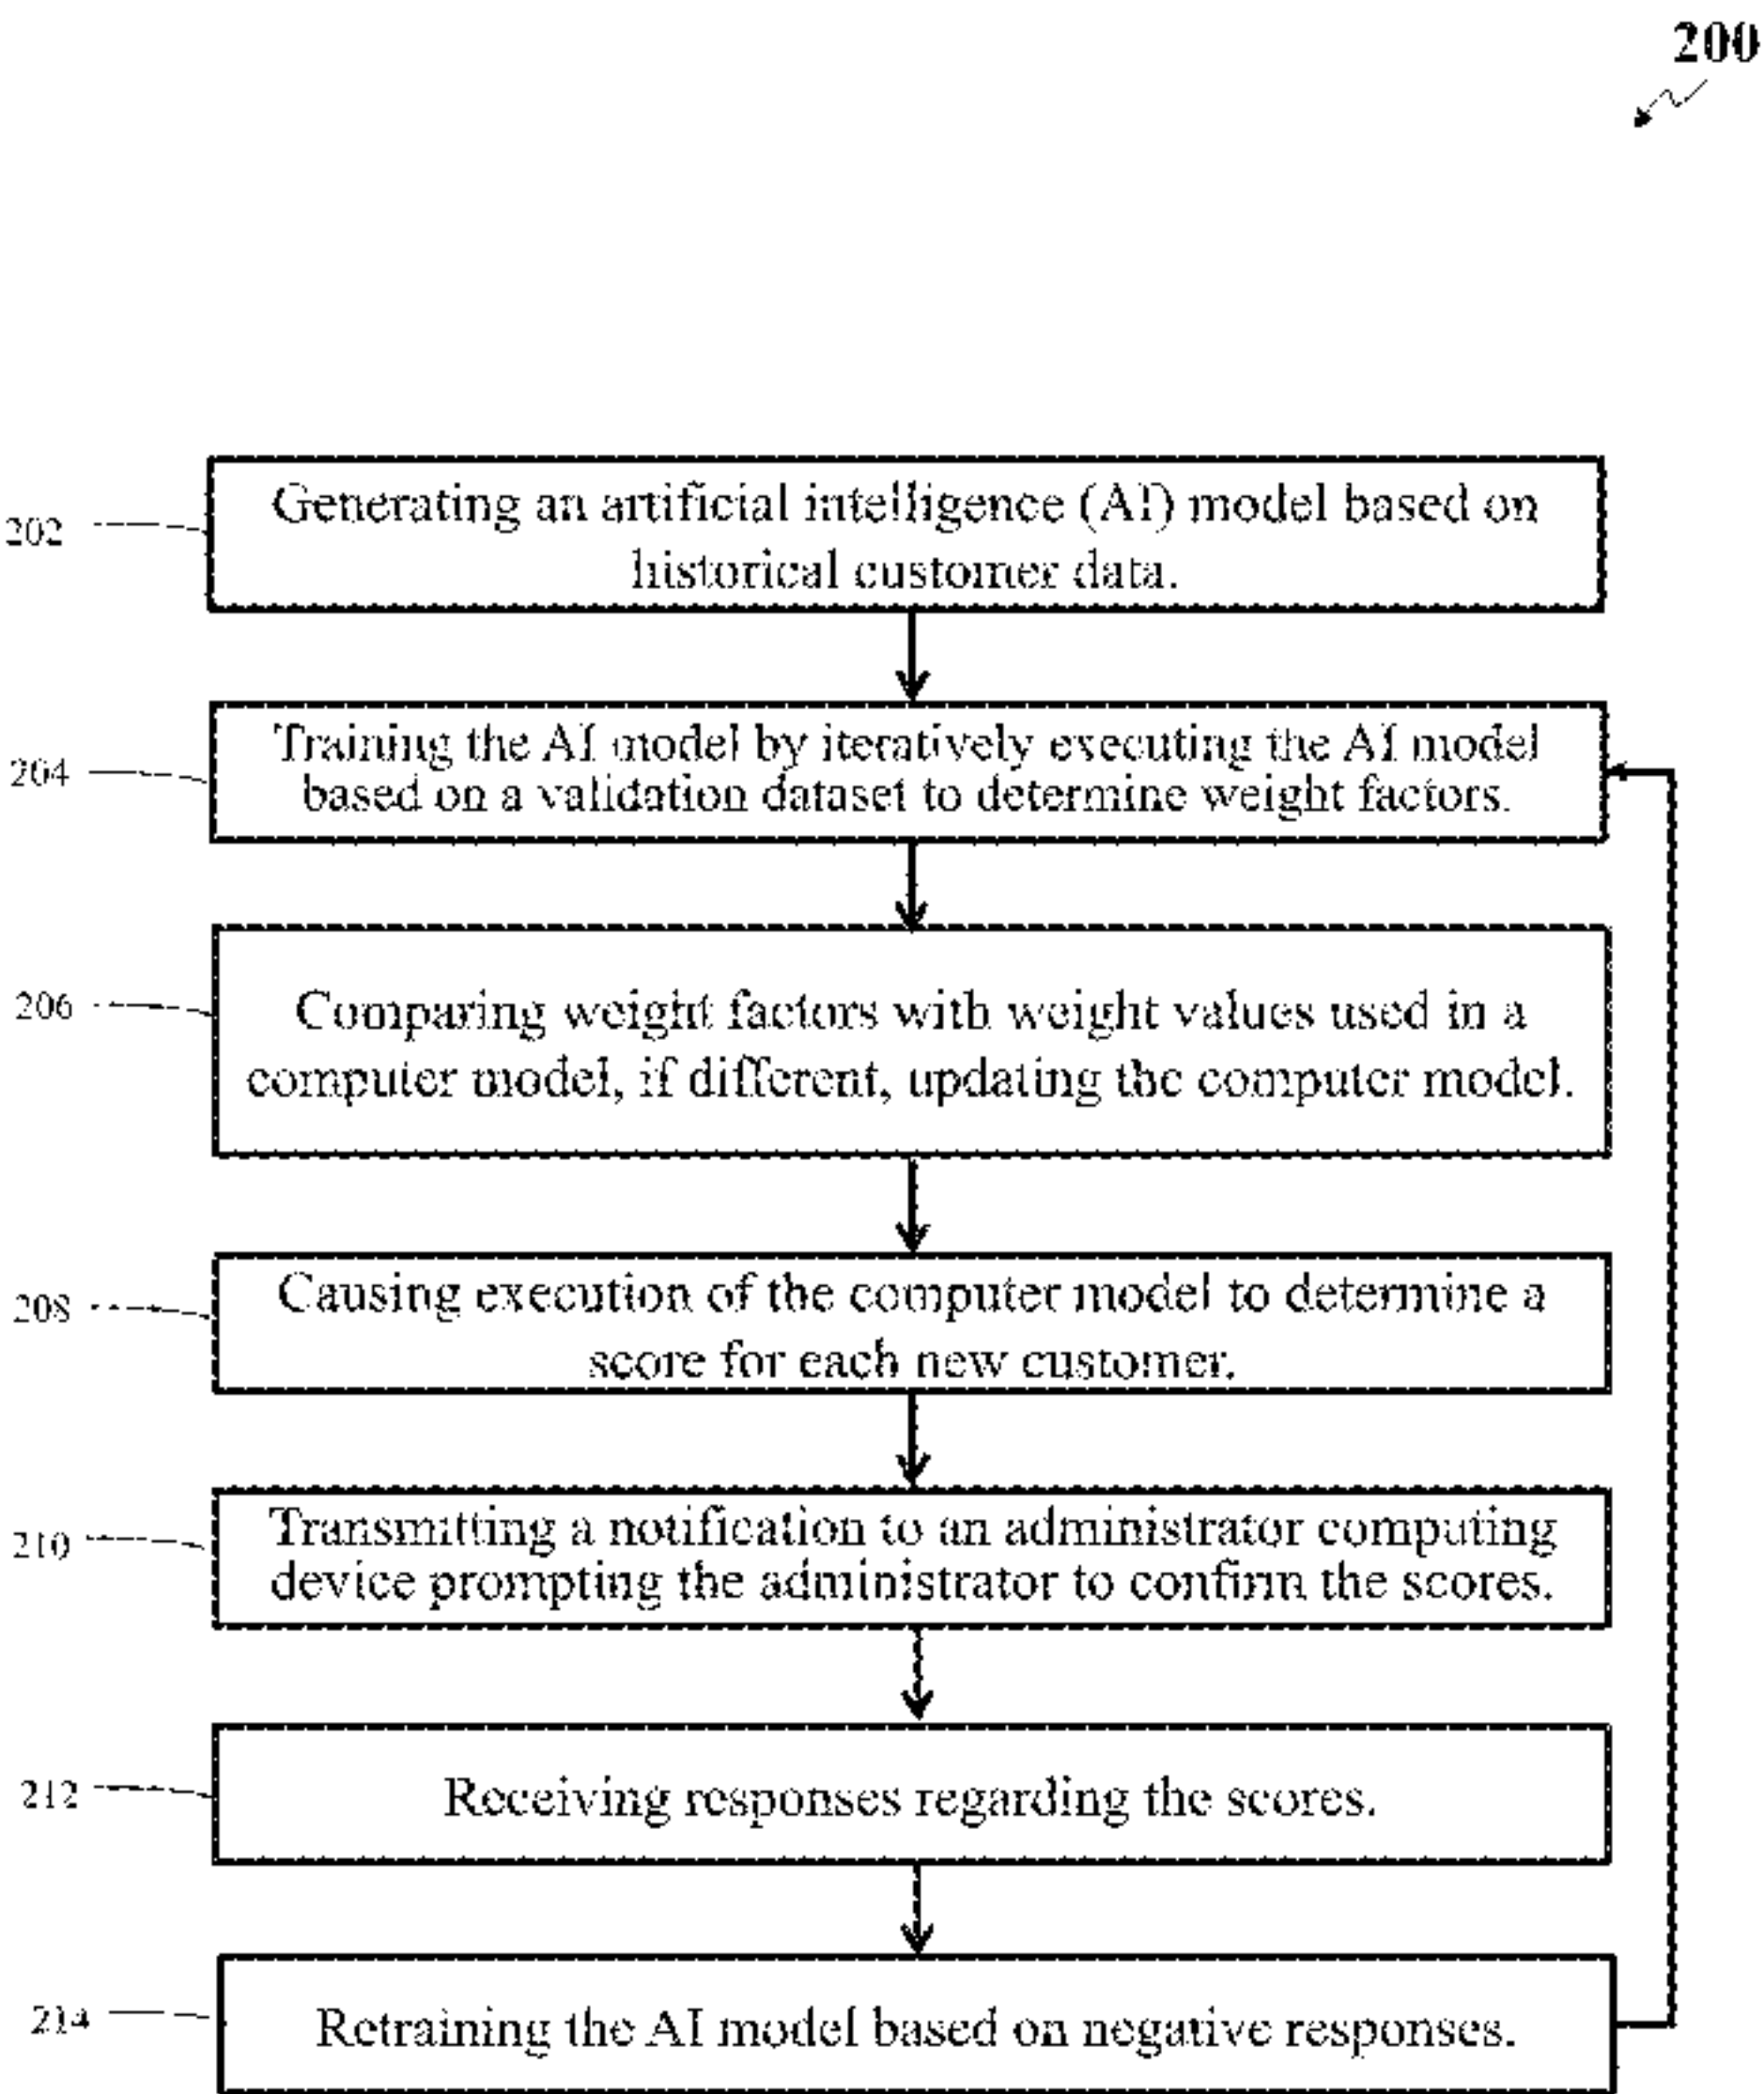 200
202
Generating an artificial intelligence (AI) model based on
historical customer data.
204
Training the AI model by iteratively executing the AI model
based on a validation dataset to determine weight factors.
206
Comparing weight factors with weight values used in a
computer model, if different, updating the computer model.
208
Causing execution of the computer model to determine a
score for each new customer.
210
Transmitting a notification to an administrator computing
device prompting the administrator to confirm the scores.
212
Receiving responses regarding the scores.
214
Retraining the AI model based on negative responses.